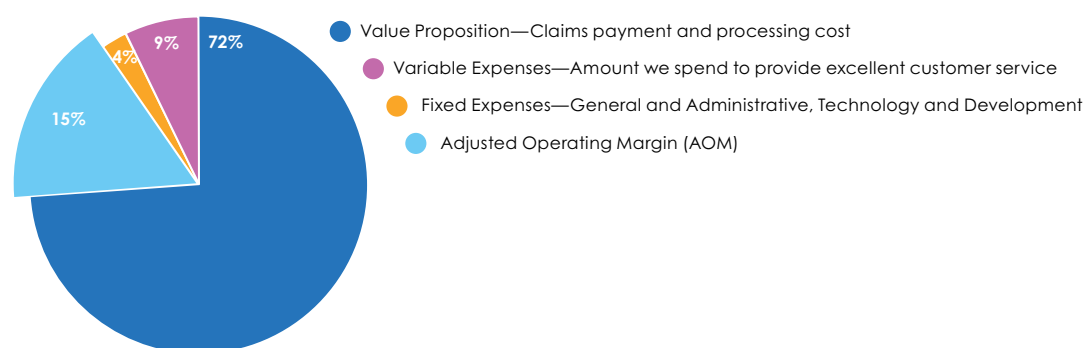 72%
9%
4%
15%
Value Proposition—Claims payment and processing cost
Variable Expenses—Amount we spend to provide excellent customer service
Fixed Expenses—General and Administrative, Technology and Development
Adjusted Operating Margin (AOM)